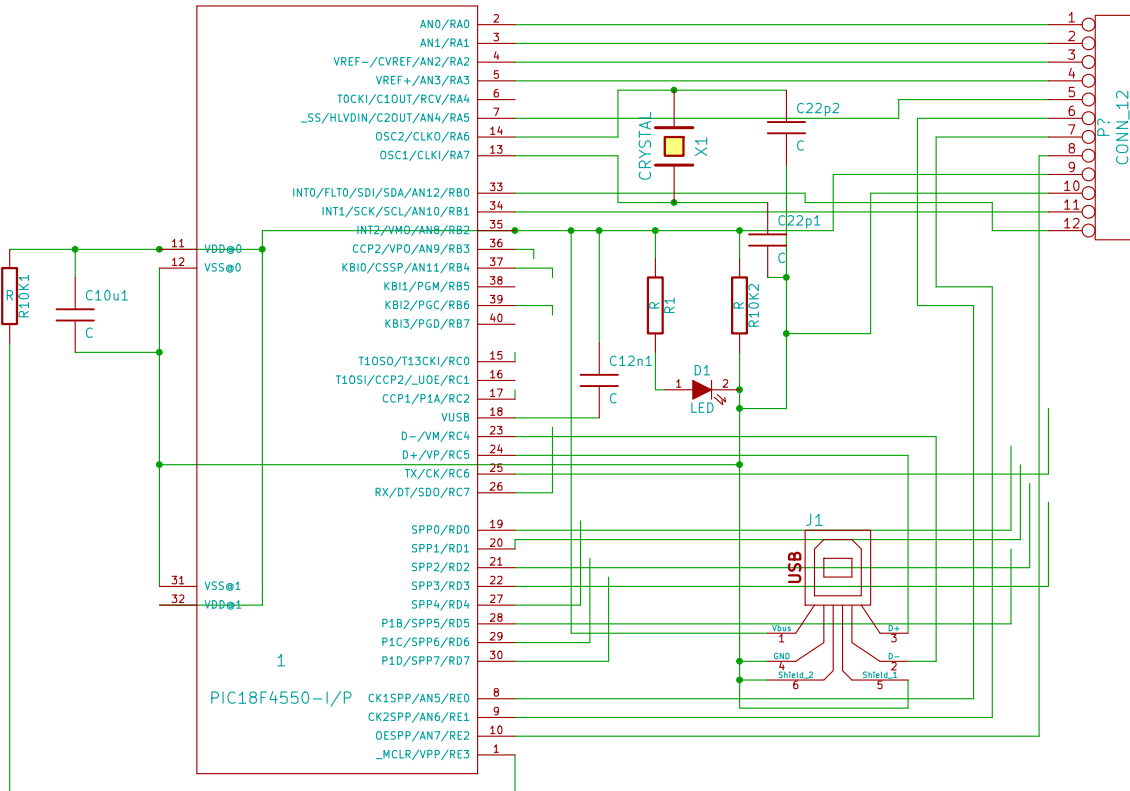 AN0/RA0 2
AN1/RA1 3
VREF-/CVREF/AN2/RA2 4
VREF+/AN3/RA3 5
T0CKI/C1OUT/RCV/RA4 6
_SS/HLVDIN/C2OUT/AN4/RA5 7
OSC2/CLKO/RA6 14
OSC1/CLKI/RA7 13
INT0/FLT0/SDI/SDA/AN12/RB0 33
INT1/SCK/SCL/AN10/RB1 34
INT2/VMO/AN8/RB2 35
CCP2/VPO/AN9/RB3 36
KBI0/CSSP/AN11/RB4 37
KBI1/PGM/RB5 38
KBI2/PGC/RB6 39
KBI3/PGD/RB7 40
T1OSO/T13CKI/RC0 15
T1OSI/CCP2/_UOE/RC1 16
CCP1/P1A/RC2 17
VUSB 18
D-/VM/RC4 23
D+/VP/RC5 24
TX/CK/RC6 25
RX/DT/SDO/RC7 26
SPP0/RD0 19
SPP1/RD1 20
SPP2/RD2 21
SPP3/RD3 22
SPP4/RD4 27
P1B/SPP5/RD5 28
P1C/SPP6/RD6 29
P1D/SPP7/RD7 30
CK1SPP/AN5/RE0 8
CK2SPP/AN6/RE1 9
OESPP/AN7/RE2 10
_MCLR/VPP/RE3 1
11 VDD@0
12 VSS@0
31 VSS@1
32 VDD@1
1
PIC18F4550-I/P
R
R10K1
C10u1
C
CRYSTAL
X1
C22p2
C
C22p1
C
R
R1
R
R10K2
C12n1
C
D1
1 2
LED
J1
USB
Vbus
1
GND
4
Shield_2
6
D+
3
D-
2
Shield_1
5
1
2
3
4
5
6
7
8
9
10
11
12
P?
CONN_12